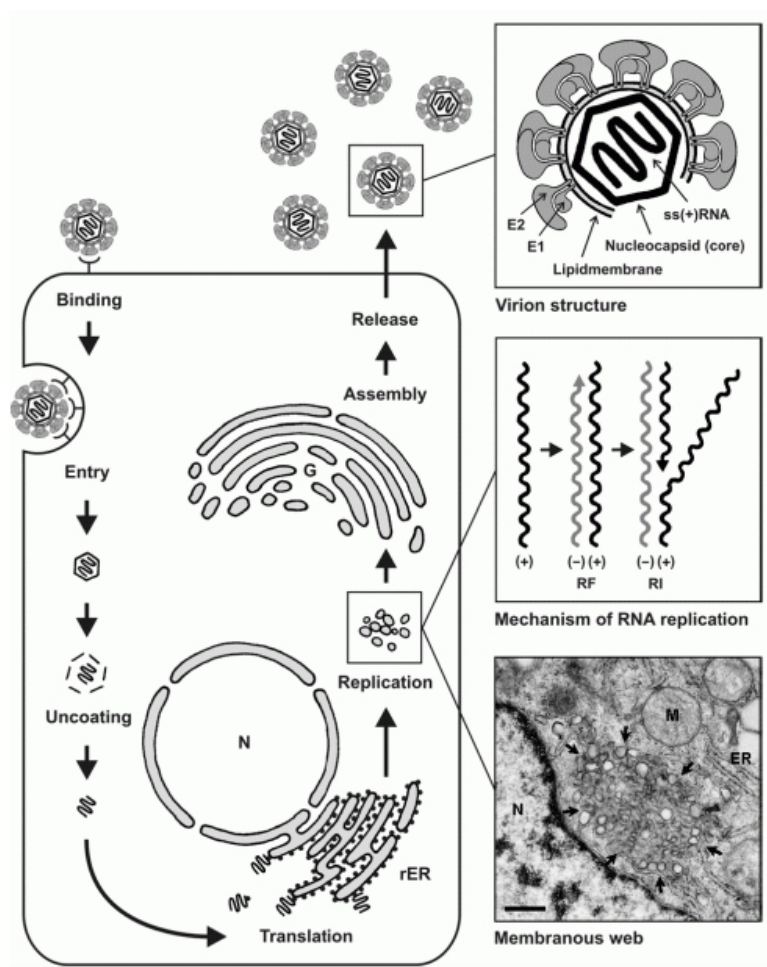 Binding
Entry
Uncoating
Translation
rER
N
Replication
G
Assembly
Release
E2
E1
ss(+)RNA
Nucleocapsid (core)
Lipidmembrane
Virion structure
(+) (−) (+) (−) (+)
RF RI
Mechanism of RNA replication
M
ER
N
Membranous web